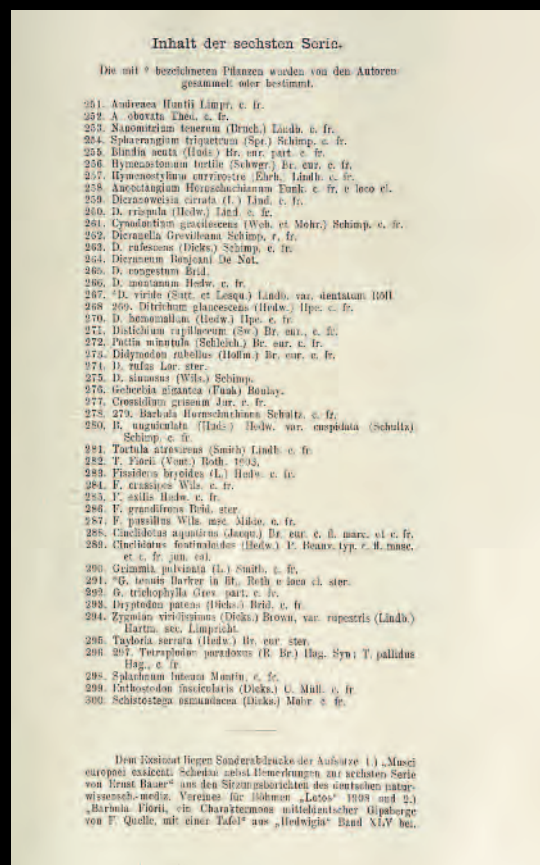 Inhalt der sechsten Serie.
Die mit * bezeichneten Pflanzen wurden von den Autoren
gesammelt oder bestimmt.
251. Andreaea Huntii Limpr. c. fr.
252. A. obovata Thed. c. fr.
253. Nanomitrium tenerum (Bruch.) Lindb. c. fr.
254. Sphaerangium triquetrum (Spr.) Schimp. c. fr.
255. Blindia acuta (Huds.) Br. eur. part. c. fr.
256. Hymenostomum tortile (Schwgr.) Br. eur. c. fr.
257. Hymenostylium curvirostre (Ehrh.) Lindb. c. fr.
258. Anoectangium Hornschuchianum Funk. c. fr. e loco cl.
259. Dicranoweisia cirrata (L.) Lind. c. fr.
260. D. crispula (Hedw.) Lind. c. fr.
261. Cynodontium gracilescens (Web. et Mohr.) Schimp. c. fr.
262. Dicranella Grevilleana Schimp. c. fr.
263. D. rufescens (Dicks.) Schimp. c. fr.
264. Dicranum Bonjeani De Not.
265. D. congestum Brid.
266. D. montanum Hedw. c. fr.
267. *D. viride (Sull. et Lesqu.) Lindb. var. dentatum Röll.
268. 269. Ditrichum glaucescens (Hedw.) Hpe. c. fr.
270. D. homomallum (Hedw.) Hpe. c. fr.
271. Distichium capillaceum (Sw.) Br. eur., c. fr.
272. Pottia minutula (Schleich.) Br. eur. c. fr.
273. Didymodon rubellus (Hoffm.) Br. eur. c. fr.
274. D. rufus Lor. ster.
275. D. sinuosus (Wils.) Schimp.
276. Geheebia gigantea (Funk) Boulay.
277. Crossidium griseum Jur. c. fr.
278. 279. Barbula Hornschuchiana Schultz. c. fr.
280. B. unguiculata (Huds.) Hedw. var. cuspidata (Schultz)
Schimp. c. fr.
281. Tortula atrovirens (Smith) Lindb. c. fr.
282. T. Fiorii (Vent.) Roth. 1903.
283. Fissidens bryoides (L.) Hedw. c. fr.
284. F. crassipes Wils. c. fr.
285. F. exilis Hedw. c. fr.
286. F. grandifrons Brid. ster.
287. F. pusillus Wils. msc. Milde. c. fr.
288. Cinclidotus aquaticus (Jacqu.) Br. eur. c. fl. masc. et c. fr.
289. Cinclidotus fontinaloides (Hedw.) P. Beauv. typ. c. fl. masc.
et c. fr. jun. col.
290. Grimmia pulvinata (L.) Smith. c. fr.
291. *G. tenuis Barker in lit., Roth e loco cl. ster.
292. G. trichophylla Grev. part. c. fr.
293. Dryptodon patens (Dicks.) Brid. c. fr.
294. Zygodon viridissimus (Dicks.) Brown, var. rupestris (Lindb.)
Hartm. sec. Limpricht.
295. Tayloria serrata (Hedw.) Br. eur. ster.
296. 297. Tetraplodon paradoxus (R. Br.) Hag. Syn: T. pallidus
Hag., c. fr.
298. Splachnum luteum Montin, c. fr.
299. Enthostodon fascicularis (Dicks.) C. Müll. c. fr.
300. Schistostega osmundacea (Dicks.) Mohr c. fr.
Dem Exsiccat liegen Sonderabdrucke der Aufsätze 1.) „Musci
europaei exsiccati. Schedae nebst Bemerkungen zur sechsten Serie
von Ernst Bauer“ aus den Sitzungsberichten des deutschen natur-
wissensch.-mediz. Vereines für Böhmen „Lotos“ 1908 und 2.)
„Barbula Fiorii, ein Charaktermoos mitteldeutscher Gipsberge
von F. Quelle, mit einer Tafel“ aus „Hedwigia“ Band XLV bei.